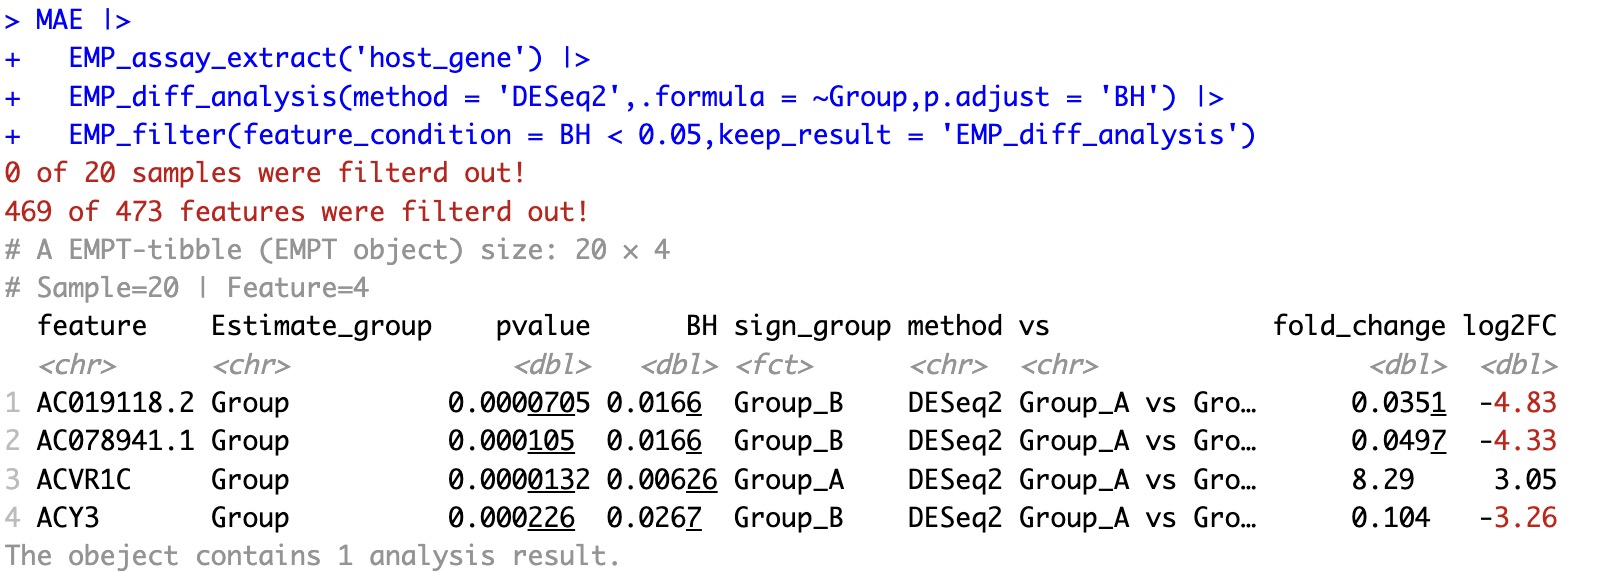 > MAE |>
+   EMP_assay_extract('host_gene') |>
+   EMP_diff_analysis(method = 'DESeq2',.formula = ~Group,p.adjust = 'BH') |>
+   EMP_filter(feature_condition = BH < 0.05,keep_result = 'EMP_diff_analysis')
0 of 20 samples were filterd out!
469 of 473 features were filterd out!
# A EMPT-tibble (EMPT object) size: 20 × 4
# Sample=20 | Feature=4
  feature    Estimate_group    pvalue      BH sign_group method vs              fold_change log2FC
  <chr>      <chr>              <dbl>   <dbl> <fct>      <chr>  <chr>                 <dbl>  <dbl>
1 AC019118.2 Group          0.0000705 0.0166  Group_B    DESeq2 Group_A vs Gro…      0.0351  -4.83
2 AC078941.1 Group          0.000105  0.0166  Group_B    DESeq2 Group_A vs Gro…      0.0497  -4.33
3 ACVR1C     Group          0.0000132 0.00626 Group_A    DESeq2 Group_A vs Gro…      8.29     3.05
4 ACY3       Group          0.000226  0.0267  Group_B    DESeq2 Group_A vs Gro…      0.104   -3.26
The obeject contains 1 analysis result.